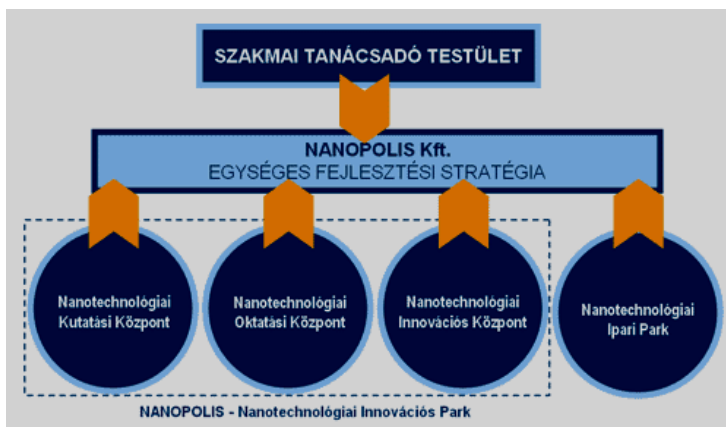 SZAKMAI TANÁCSADÓ TESTÜLET
NANOPOLIS Kft.
EGYSÉGES FEJLESZTÉSI STRATÉGIA
Nanotechnológiai
Kutatási Központ
Nanotechnológiai
Oktatási Központ
Nanotechnológiai
Innovációs Központ
Nanotechnológiai
Ipari Park
NANOPOLIS - Nanotechnológiai Innovációs Park